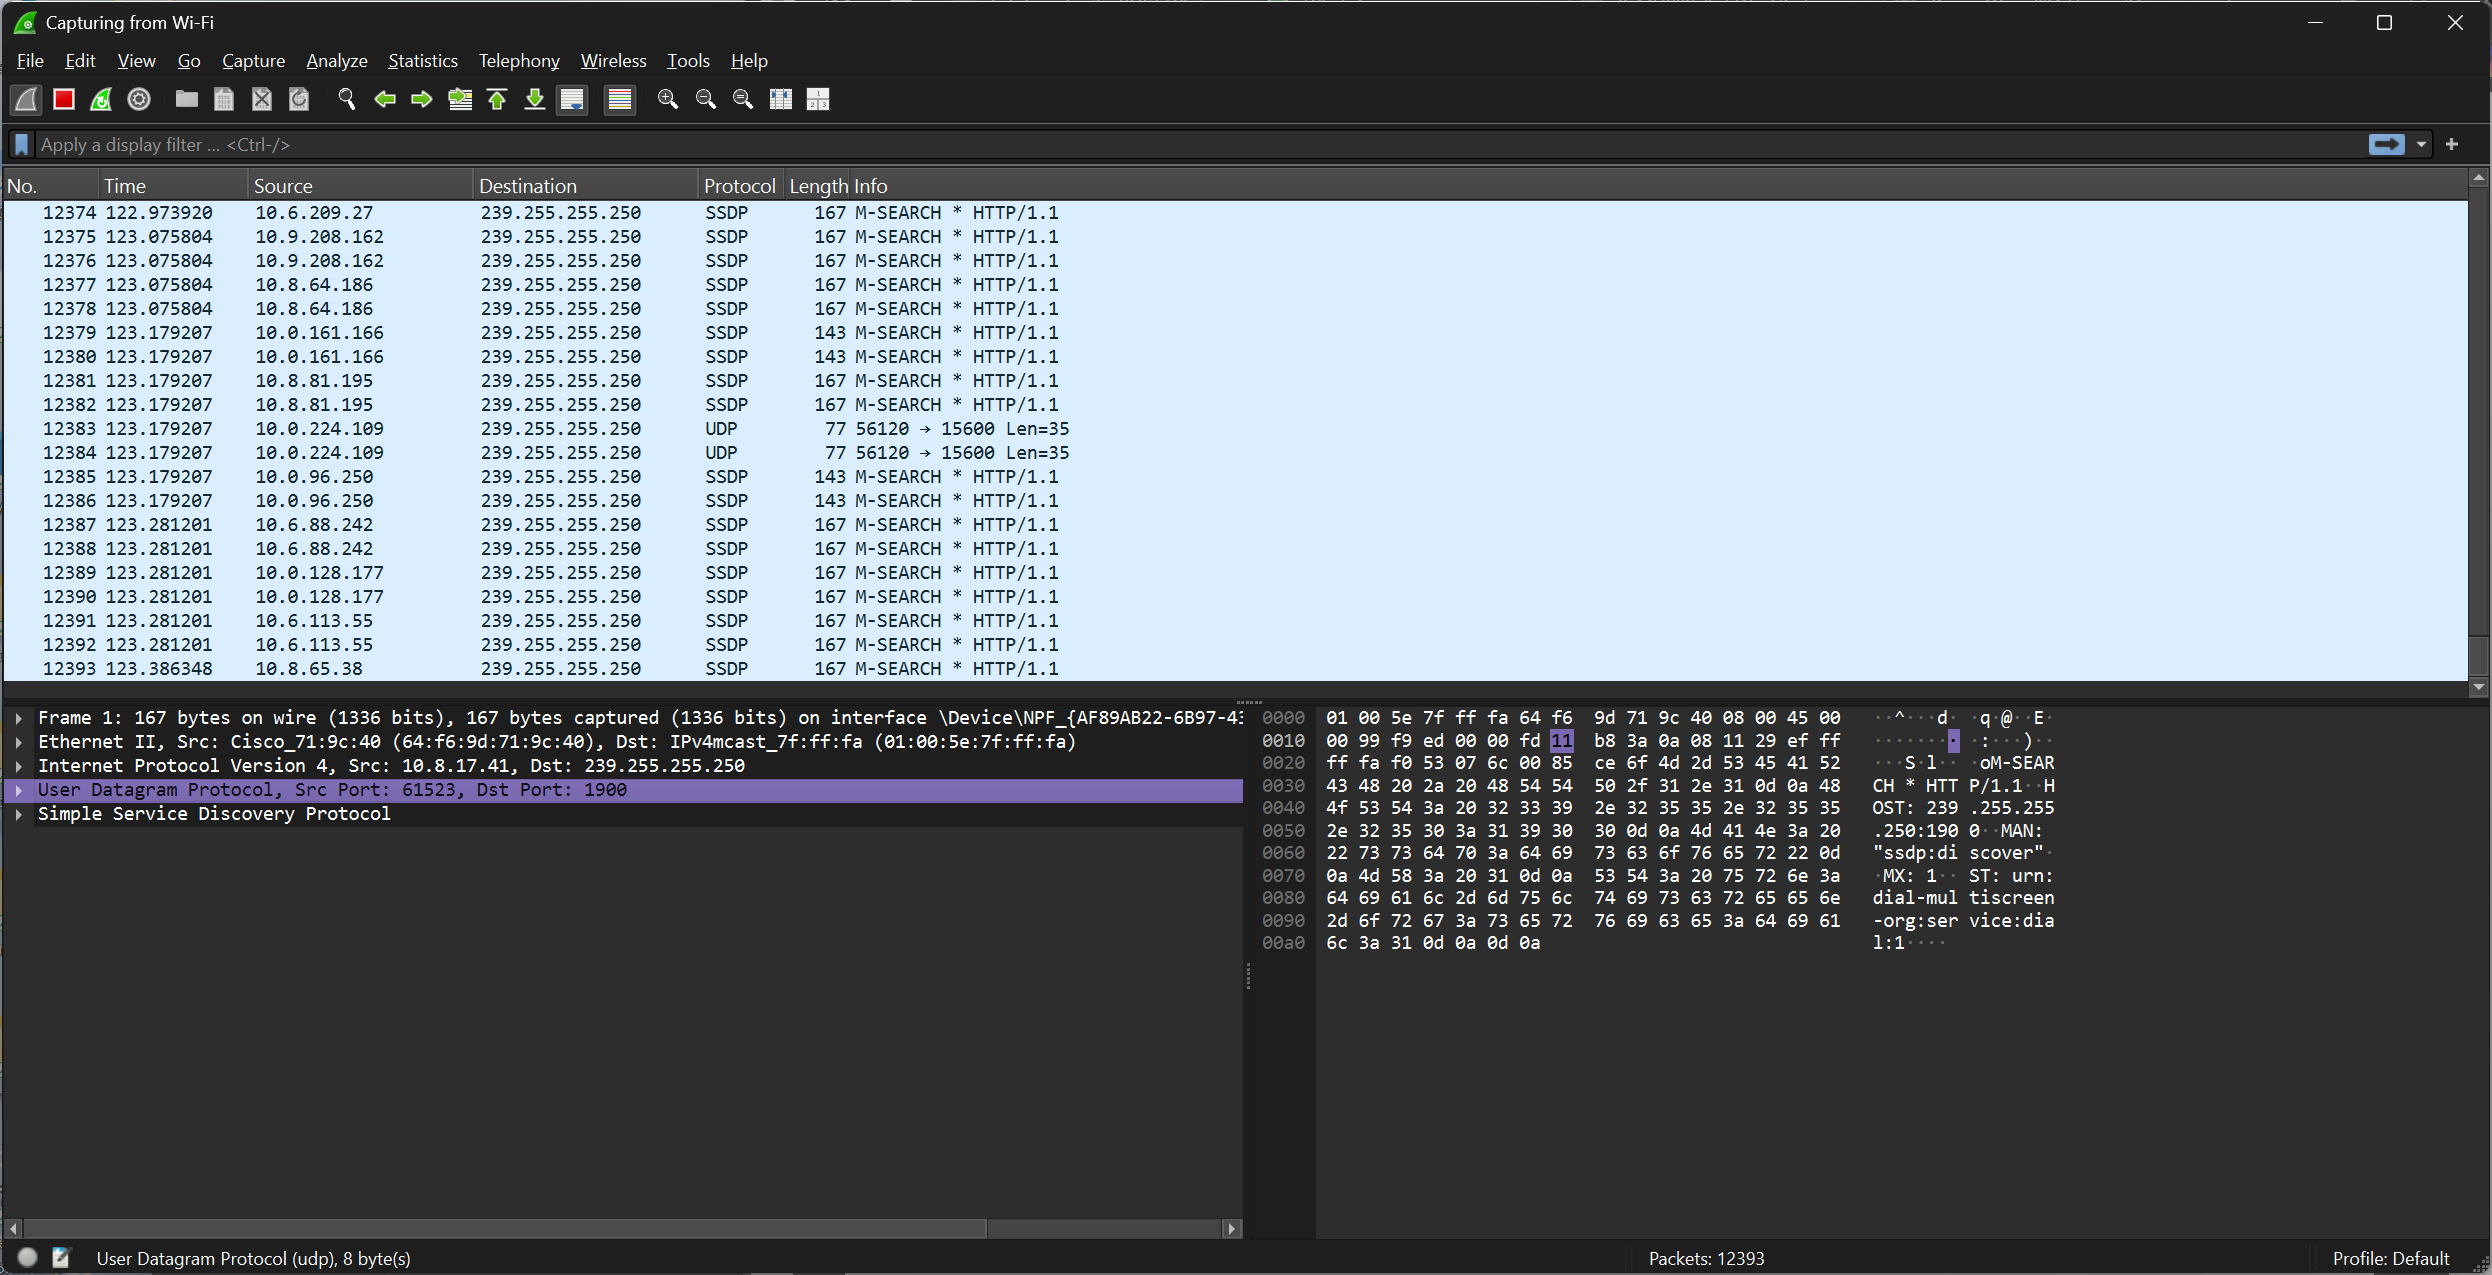 Capturing from Wi-Fi
File Edit View Go Capture Analyze Statistics Telephony Wireless Tools Help
Apply a display filter ... <Ctrl-/>
No. Time Source Destination Protocol Length Info
12374 122.973920 10.6.209.27 239.255.255.250 SSDP 167 M-SEARCH * HTTP/1.1
12375 123.075804 10.9.208.162 239.255.255.250 SSDP 167 M-SEARCH * HTTP/1.1
12376 123.075804 10.9.208.162 239.255.255.250 SSDP 167 M-SEARCH * HTTP/1.1
12377 123.075804 10.8.64.186 239.255.255.250 SSDP 167 M-SEARCH * HTTP/1.1
12378 123.075804 10.8.64.186 239.255.255.250 SSDP 167 M-SEARCH * HTTP/1.1
12379 123.179207 10.0.161.166 239.255.255.250 SSDP 143 M-SEARCH * HTTP/1.1
12380 123.179207 10.0.161.166 239.255.255.250 SSDP 143 M-SEARCH * HTTP/1.1
12381 123.179207 10.8.81.195 239.255.255.250 SSDP 167 M-SEARCH * HTTP/1.1
12382 123.179207 10.8.81.195 239.255.255.250 SSDP 167 M-SEARCH * HTTP/1.1
12383 123.179207 10.0.224.109 239.255.255.250 UDP 77 56120 → 15600 Len=35
12384 123.179207 10.0.224.109 239.255.255.250 UDP 77 56120 → 15600 Len=35
12385 123.179207 10.0.96.250 239.255.255.250 SSDP 143 M-SEARCH * HTTP/1.1
12386 123.179207 10.0.96.250 239.255.255.250 SSDP 143 M-SEARCH * HTTP/1.1
12387 123.281201 10.6.88.242 239.255.255.250 SSDP 167 M-SEARCH * HTTP/1.1
12388 123.281201 10.6.88.242 239.255.255.250 SSDP 167 M-SEARCH * HTTP/1.1
12389 123.281201 10.0.128.177 239.255.255.250 SSDP 167 M-SEARCH * HTTP/1.1
12390 123.281201 10.0.128.177 239.255.255.250 SSDP 167 M-SEARCH * HTTP/1.1
12391 123.281201 10.6.113.55 239.255.255.250 SSDP 167 M-SEARCH * HTTP/1.1
12392 123.281201 10.6.113.55 239.255.255.250 SSDP 167 M-SEARCH * HTTP/1.1
12393 123.386348 10.8.65.38 239.255.255.250 SSDP 167 M-SEARCH * HTTP/1.1
Frame 1: 167 bytes on wire (1336 bits), 167 bytes captured (1336 bits) on interface \Device\NPF_{AF89AB22-6B97-43
Ethernet II, Src: Cisco_71:9c:40 (64:f6:9d:71:9c:40), Dst: IPv4mcast_7f:ff:fa (01:00:5e:7f:ff:fa)
Internet Protocol Version 4, Src: 10.8.17.41, Dst: 239.255.255.250
User Datagram Protocol, Src Port: 61523, Dst Port: 1900
Simple Service Discovery Protocol
0000 01 00 5e 7f ff fa 64 f6 9d 71 9c 40 08 00 45 00 ··^···d· ·q·@··E·
0010 00 99 f9 ed 00 00 fd 11 b8 3a 0a 08 11 29 ef ff ········ ·:···)··
0020 ff fa f0 53 07 6c 00 85 ce 6f 4d 2d 53 45 41 52 ···S·l·· ·oM-SEAR
0030 43 48 20 2a 20 48 54 54 50 2f 31 2e 31 0d 0a 48 CH * HTT P/1.1··H
0040 4f 53 54 3a 20 32 33 39 2e 32 35 35 2e 32 35 35 OST: 239 .255.255
0050 2e 32 35 30 3a 31 39 30 30 0d 0a 4d 41 4e 3a 20 .250:190 0··MAN:
0060 22 73 73 64 70 3a 64 69 73 63 6f 76 65 72 22 0d "ssdp:di scover"·
0070 0a 4d 58 3a 20 31 0d 0a 53 54 3a 20 75 72 6e 3a ·MX: 1·· ST: urn:
0080 64 69 61 6c 2d 6d 75 6c 74 69 73 63 72 65 65 6e dial-mul tiscreen
0090 2d 6f 72 67 3a 73 65 72 76 69 63 65 3a 64 69 61 -org:ser vice:dia
00a0 6c 3a 31 0d 0a 0d 0a l:1····
User Datagram Protocol (udp), 8 byte(s) Packets: 12393 Profile: Default